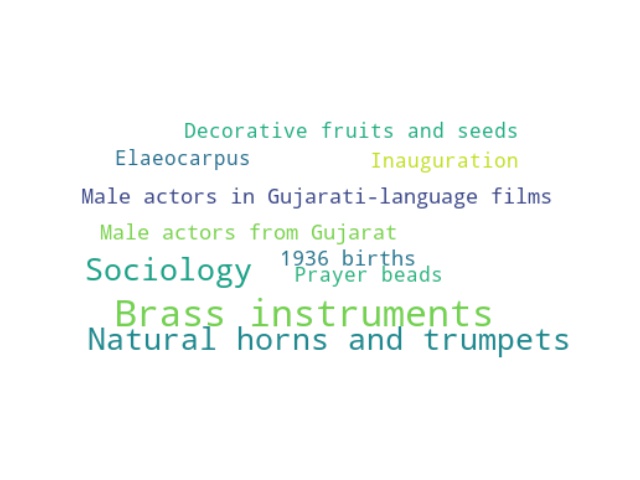 Decorative fruits and seeds
Elaeocarpus
Inauguration
Male actors in Gujarati-language films
Male actors from Gujarat
1936 births
Sociology
Prayer beads
Brass instruments
Natural horns and trumpets